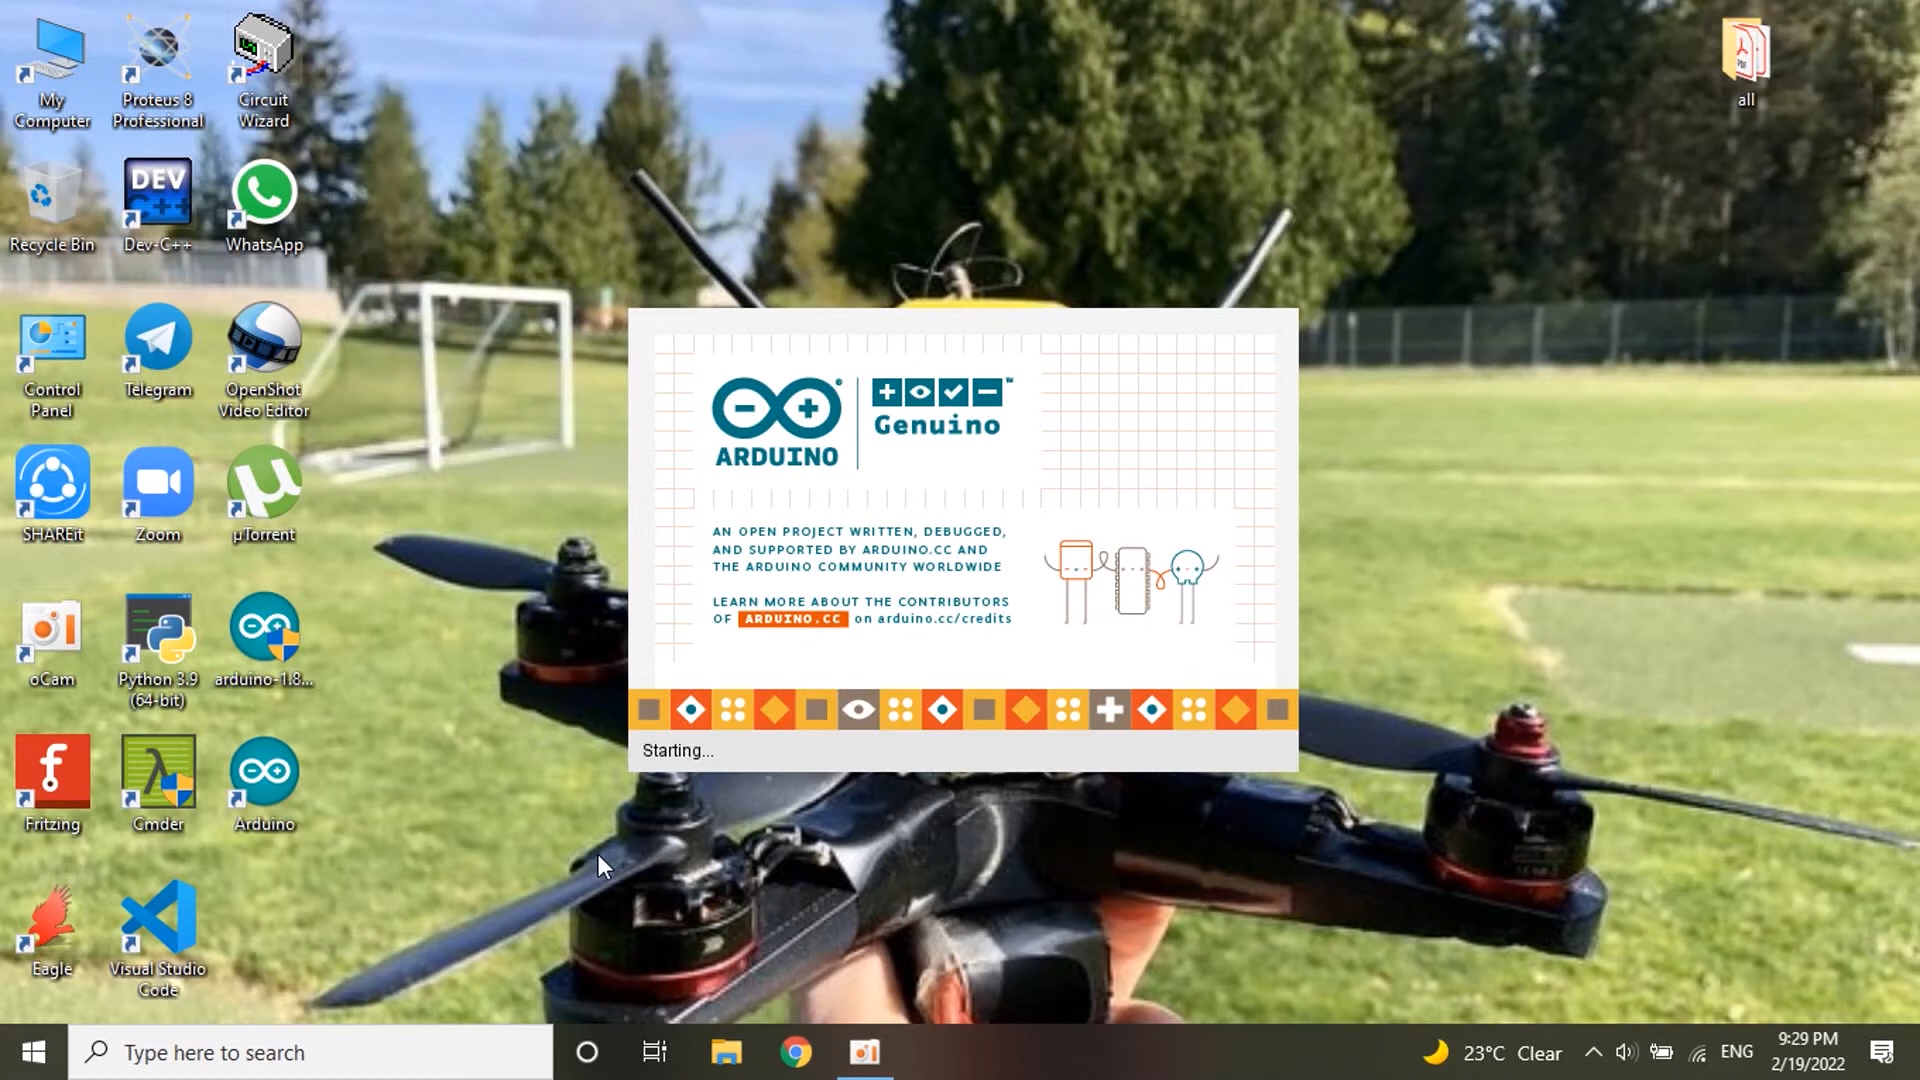 My
Computer
Proteus 8
Professional
Circuit
Wizard
all
PDF
Recycle Bin
DEV
C++
Dev-C++
WhatsApp
Control
Panel
Telegram
OpenShot
Video Editor
SHAREit
Zoom
µTorrent
oCam
Python 3.9
(64-bit)
arduino-1.8...
Fritzing
Cmder
Arduino
Eagle
Visual Studio
Code
ARDUINO
Genuino™
AN OPEN PROJECT WRITTEN, DEBUGGED,
AND SUPPORTED BY ARDUINO.CC AND
THE ARDUINO COMMUNITY WORLDWIDE
LEARN MORE ABOUT THE CONTRIBUTORS
OF ARDUINO.CC on arduino.cc/credits
Starting...
Type here to search
23°C Clear
ENG
9:29 PM
2/19/2022